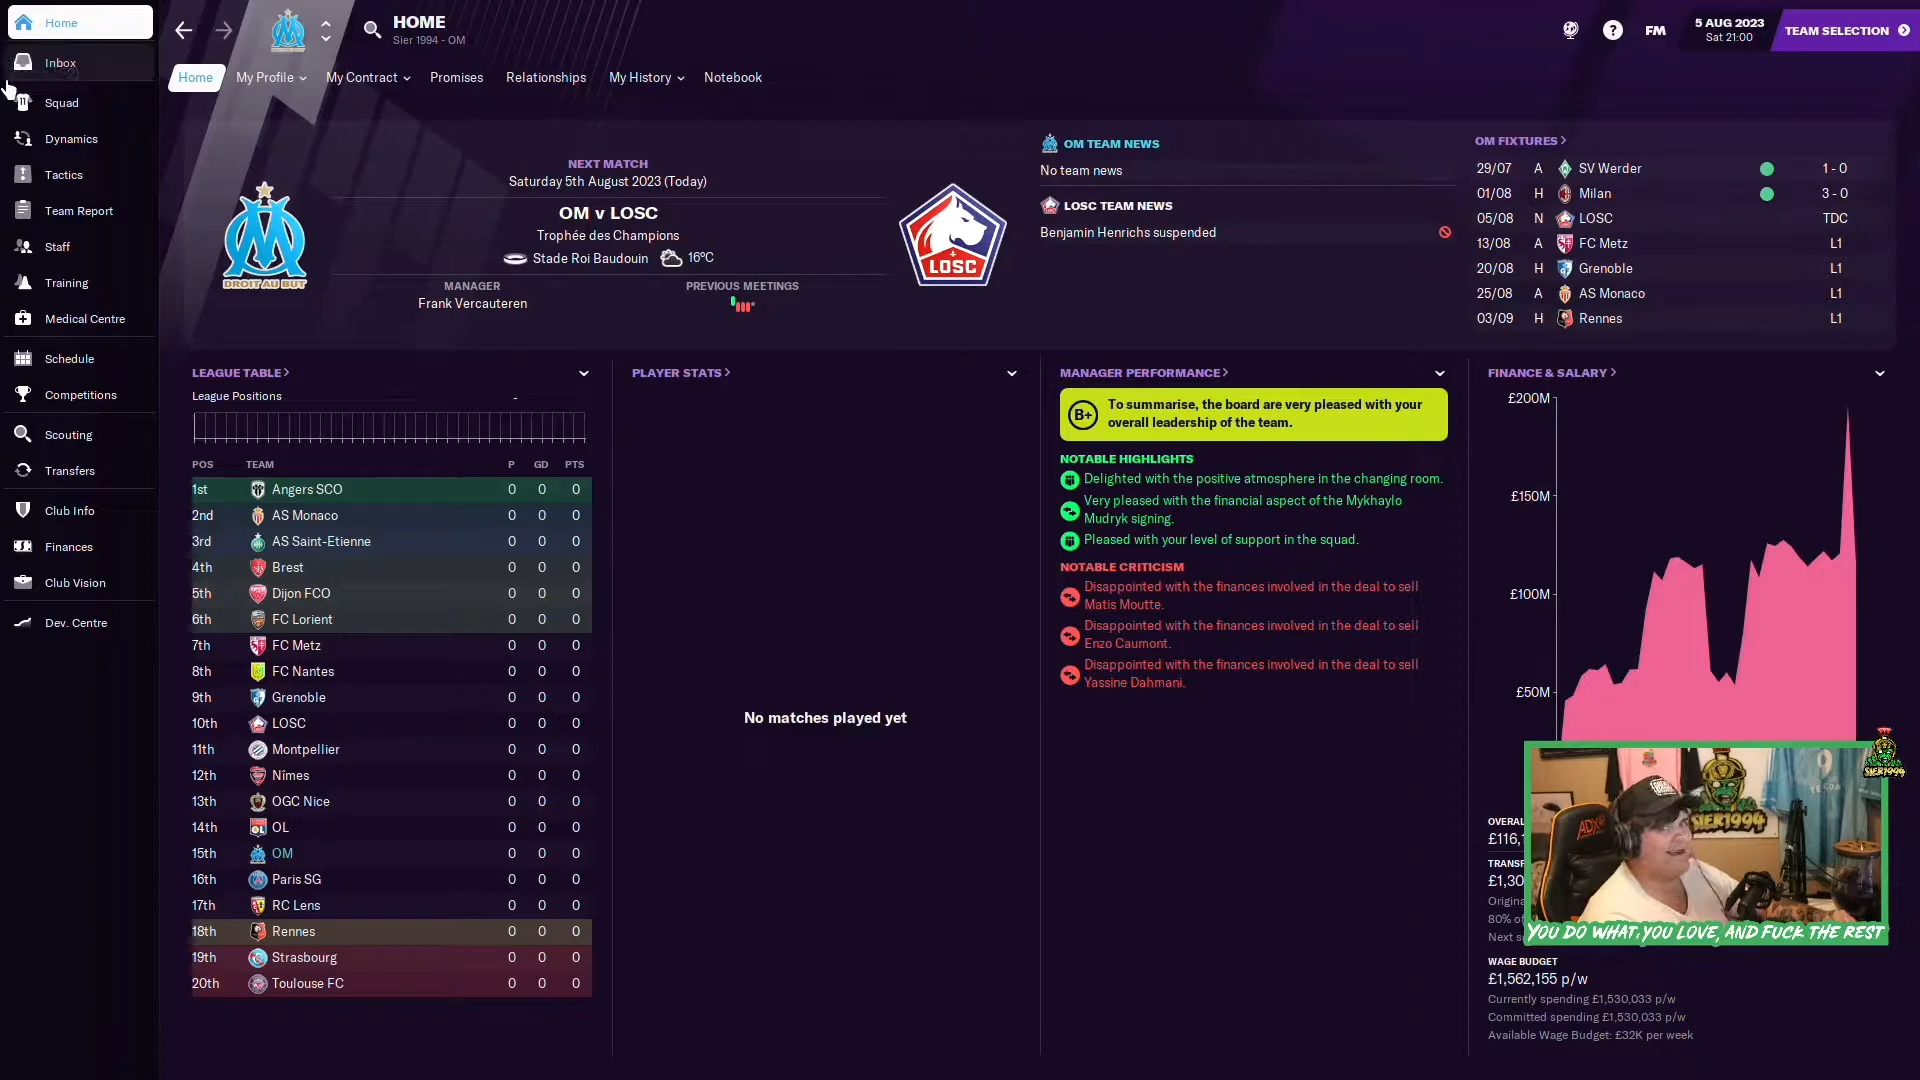 Home
Inbox
Squad
Dynamics
Tactics
Team Report
Staff
Training
Medical Centre
Schedule
Competitions
Scouting
Transfers
Club Info
Finances
Club Vision
Dev. Centre
HOME
Sier 1994 - OM
?
FM
5 AUG 2023
Sat 21:00
TEAM SELECTION
Home
My Profile
My Contract
Promises
Relationships
My History
Notebook
NEXT MATCH
Saturday 5th August 2023 (Today)
OM v LOSC
Trophée des Champions
Stade Roi Baudouin
16°C
MANAGER
Frank Vercauteren
PREVIOUS MEETINGS
DROIT AU BUT
LOSC
OM TEAM NEWS
No team news
LOSC TEAM NEWS
Benjamin Henrichs suspended
OM FIXTURES >
29/07 A SV Werder 1 - 0
01/08 H Milan 3 - 0
05/08 N LOSC TDC
13/08 A FC Metz L1
20/08 H Grenoble L1
25/08 A AS Monaco L1
03/09 H Rennes L1
LEAGUE TABLE >
League Positions -
POS TEAM P GD PTS
1st Angers SCO 0 0 0
2nd AS Monaco 0 0 0
3rd AS Saint-Etienne 0 0 0
4th Brest 0 0 0
5th Dijon FCO 0 0 0
6th FC Lorient 0 0 0
7th FC Metz 0 0 0
8th FC Nantes 0 0 0
9th Grenoble 0 0 0
10th LOSC 0 0 0
11th Montpellier 0 0 0
12th Nîmes 0 0 0
13th OGC Nice 0 0 0
14th OL 0 0 0
15th OM 0 0 0
16th Paris SG 0 0 0
17th RC Lens 0 0 0
18th Rennes 0 0 0
19th Strasbourg 0 0 0
20th Toulouse FC 0 0 0
PLAYER STATS >
No matches played yet
MANAGER PERFORMANCE >
B+
To summarise, the board are very pleased with your
overall leadership of the team.
NOTABLE HIGHLIGHTS
Delighted with the positive atmosphere in the changing room.
Very pleased with the financial aspect of the Mykhaylo
Mudryk signing.
Pleased with your level of support in the squad.
NOTABLE CRITICISM
Disappointed with the finances involved in the deal to sell
Matis Moutte.
Disappointed with the finances involved in the deal to sell
Enzo Caumont.
Disappointed with the finances involved in the deal to sell
Yassine Dahmani.
FINANCE & SALARY >
£200M
£150M
£100M
£50M
SIER1994
ADX
SIER1994
YOU DO WHAT YOU LOVE, AND FUCK THE REST
WAGE BUDGET
£1,562,155 p/w
Currently spending £1,530,033 p/w
Committed spending £1,530,033 p/w
Available Wage Budget: £32K per week